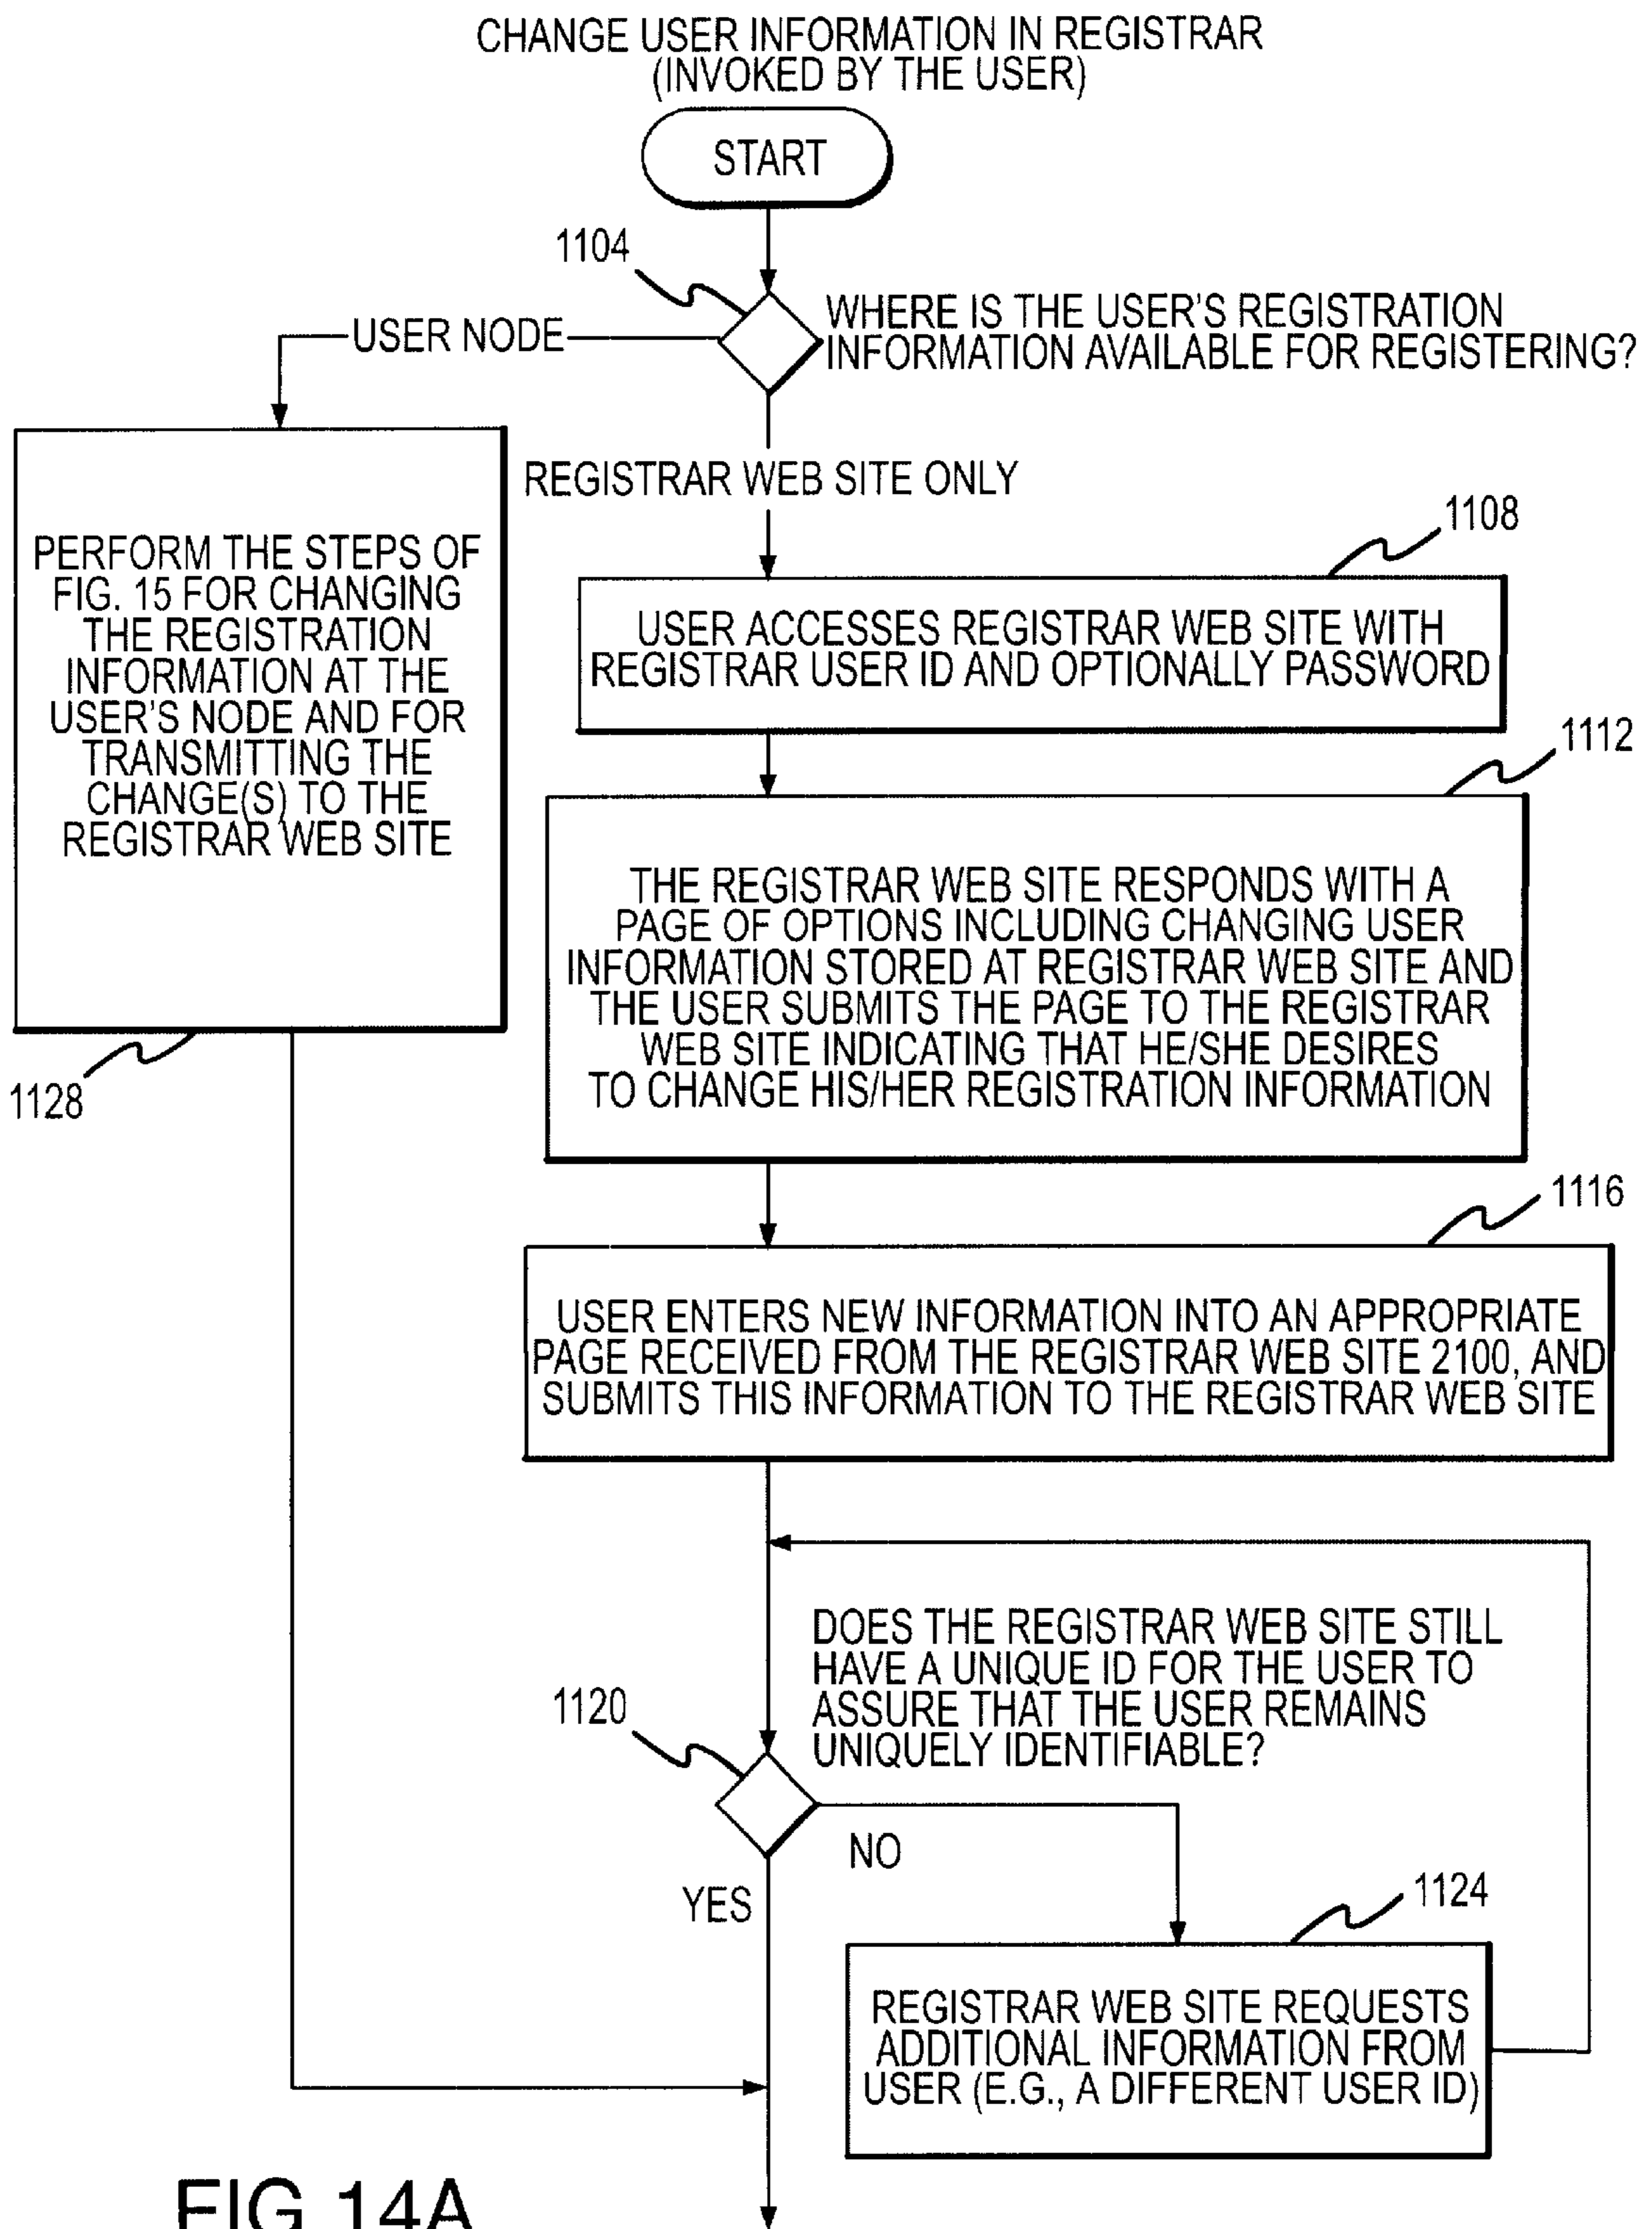 CHANGE USER INFORMATION IN REGISTRAR
(INVOKED BY THE USER)
START
1104
WHERE IS THE USER'S REGISTRATION
INFORMATION AVAILABLE FOR REGISTERING?
USER NODE
REGISTRAR WEB SITE ONLY
PERFORM THE STEPS OF
FIG. 15 FOR CHANGING
THE REGISTRATION
INFORMATION AT THE
USER'S NODE AND FOR
TRANSMITTING THE
CHANGE(S) TO THE
REGISTRAR WEB SITE
1128
1108
USER ACCESSES REGISTRAR WEB SITE WITH
REGISTRAR USER ID AND OPTIONALLY PASSWORD
1112
THE REGISTRAR WEB SITE RESPONDS WITH A
PAGE OF OPTIONS INCLUDING CHANGING USER
INFORMATION STORED AT REGISTRAR WEB SITE AND
THE USER SUBMITS THE PAGE TO THE REGISTRAR
WEB SITE INDICATING THAT HE/SHE DESIRES
TO CHANGE HIS/HER REGISTRATION INFORMATION
1116
USER ENTERS NEW INFORMATION INTO AN APPROPRIATE
PAGE RECEIVED FROM THE REGISTRAR WEB SITE 2100, AND
SUBMITS THIS INFORMATION TO THE REGISTRAR WEB SITE
DOES THE REGISTRAR WEB SITE STILL
HAVE A UNIQUE ID FOR THE USER TO
ASSURE THAT THE USER REMAINS
UNIQUELY IDENTIFIABLE?
1120
NO
YES
1124
REGISTRAR WEB SITE REQUESTS
ADDITIONAL INFORMATION FROM
USER (E.G., A DIFFERENT USER ID)
FIG.14A